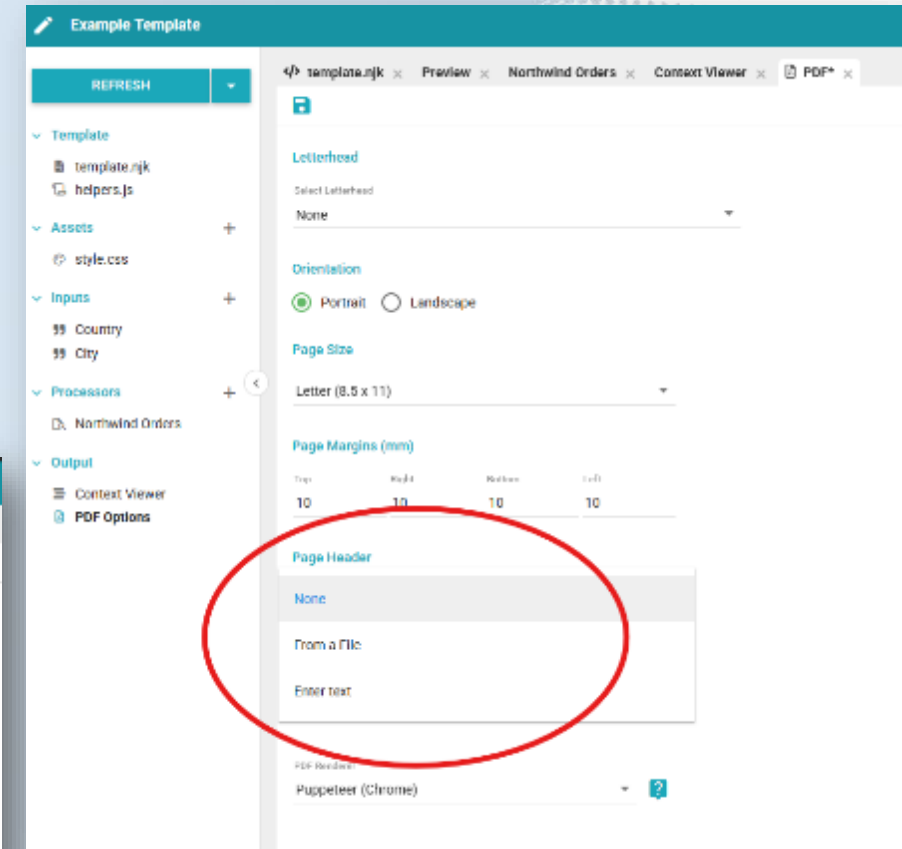 Example Template
REFRESH
Template
template.njk
helpers.js
Assets
style.css
Inputs
Country
City
Processors
Northwind Orders
Output
Context Viewer
PDF Options
template.njk
Preview
Northwind Orders
Context Viewer
PDF*
Letterhead
Select Letterhead
None
Orientation
Portrait
Landscape
Page Size
Letter (8.5 x 11)
Page Margins (mm)
Top Right Bottom Left
10 10 10 10
Page Header
None
From a File
Enter text
PDF Renderer
Puppeteer (Chrome)